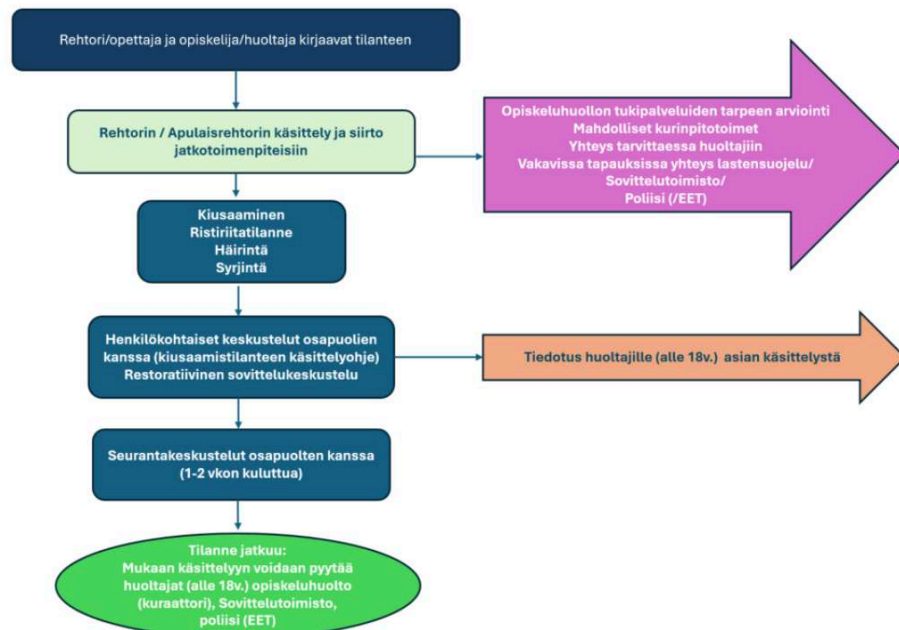 Rehtori/opettaja ja opiskelija/huoltaja kirjaavat tilanteen
Rehtorin / Apulaisrehtorin käsittely ja siirto
jatkotoimenpiteisiin
Opiskeluhuollon tukipalveluiden tarpeen arviointi
Mahdolliset kurinpitotoimet
Yhteys tarvittaessa huoltajiin
Vakavissa tapauksissa yhteys lastensuojelu/
Sovittelutoimisto/
Poliisi (/EET)
Kiusaaminen
Ristiriitatilanne
Häirintä
Syrjintä
Henkilökohtaiset keskustelut osapuolien
kanssa (kiusaamistilanteen käsittelyohje)
Restoratiivinen sovittelukeskustelu
Tiedotus huoltajille (alle 18v.) asian käsittelystä
Seurantakeskustelut osapuolten kanssa
(1-2 vkon kuluttua)
Tilanne jatkuu:
Mukaan käsittelyyn voidaan pyytää
huoltajat (alle 18v.) opiskeluhuolto
(kuraattori), Sovittelutoimisto,
poliisi (EET)